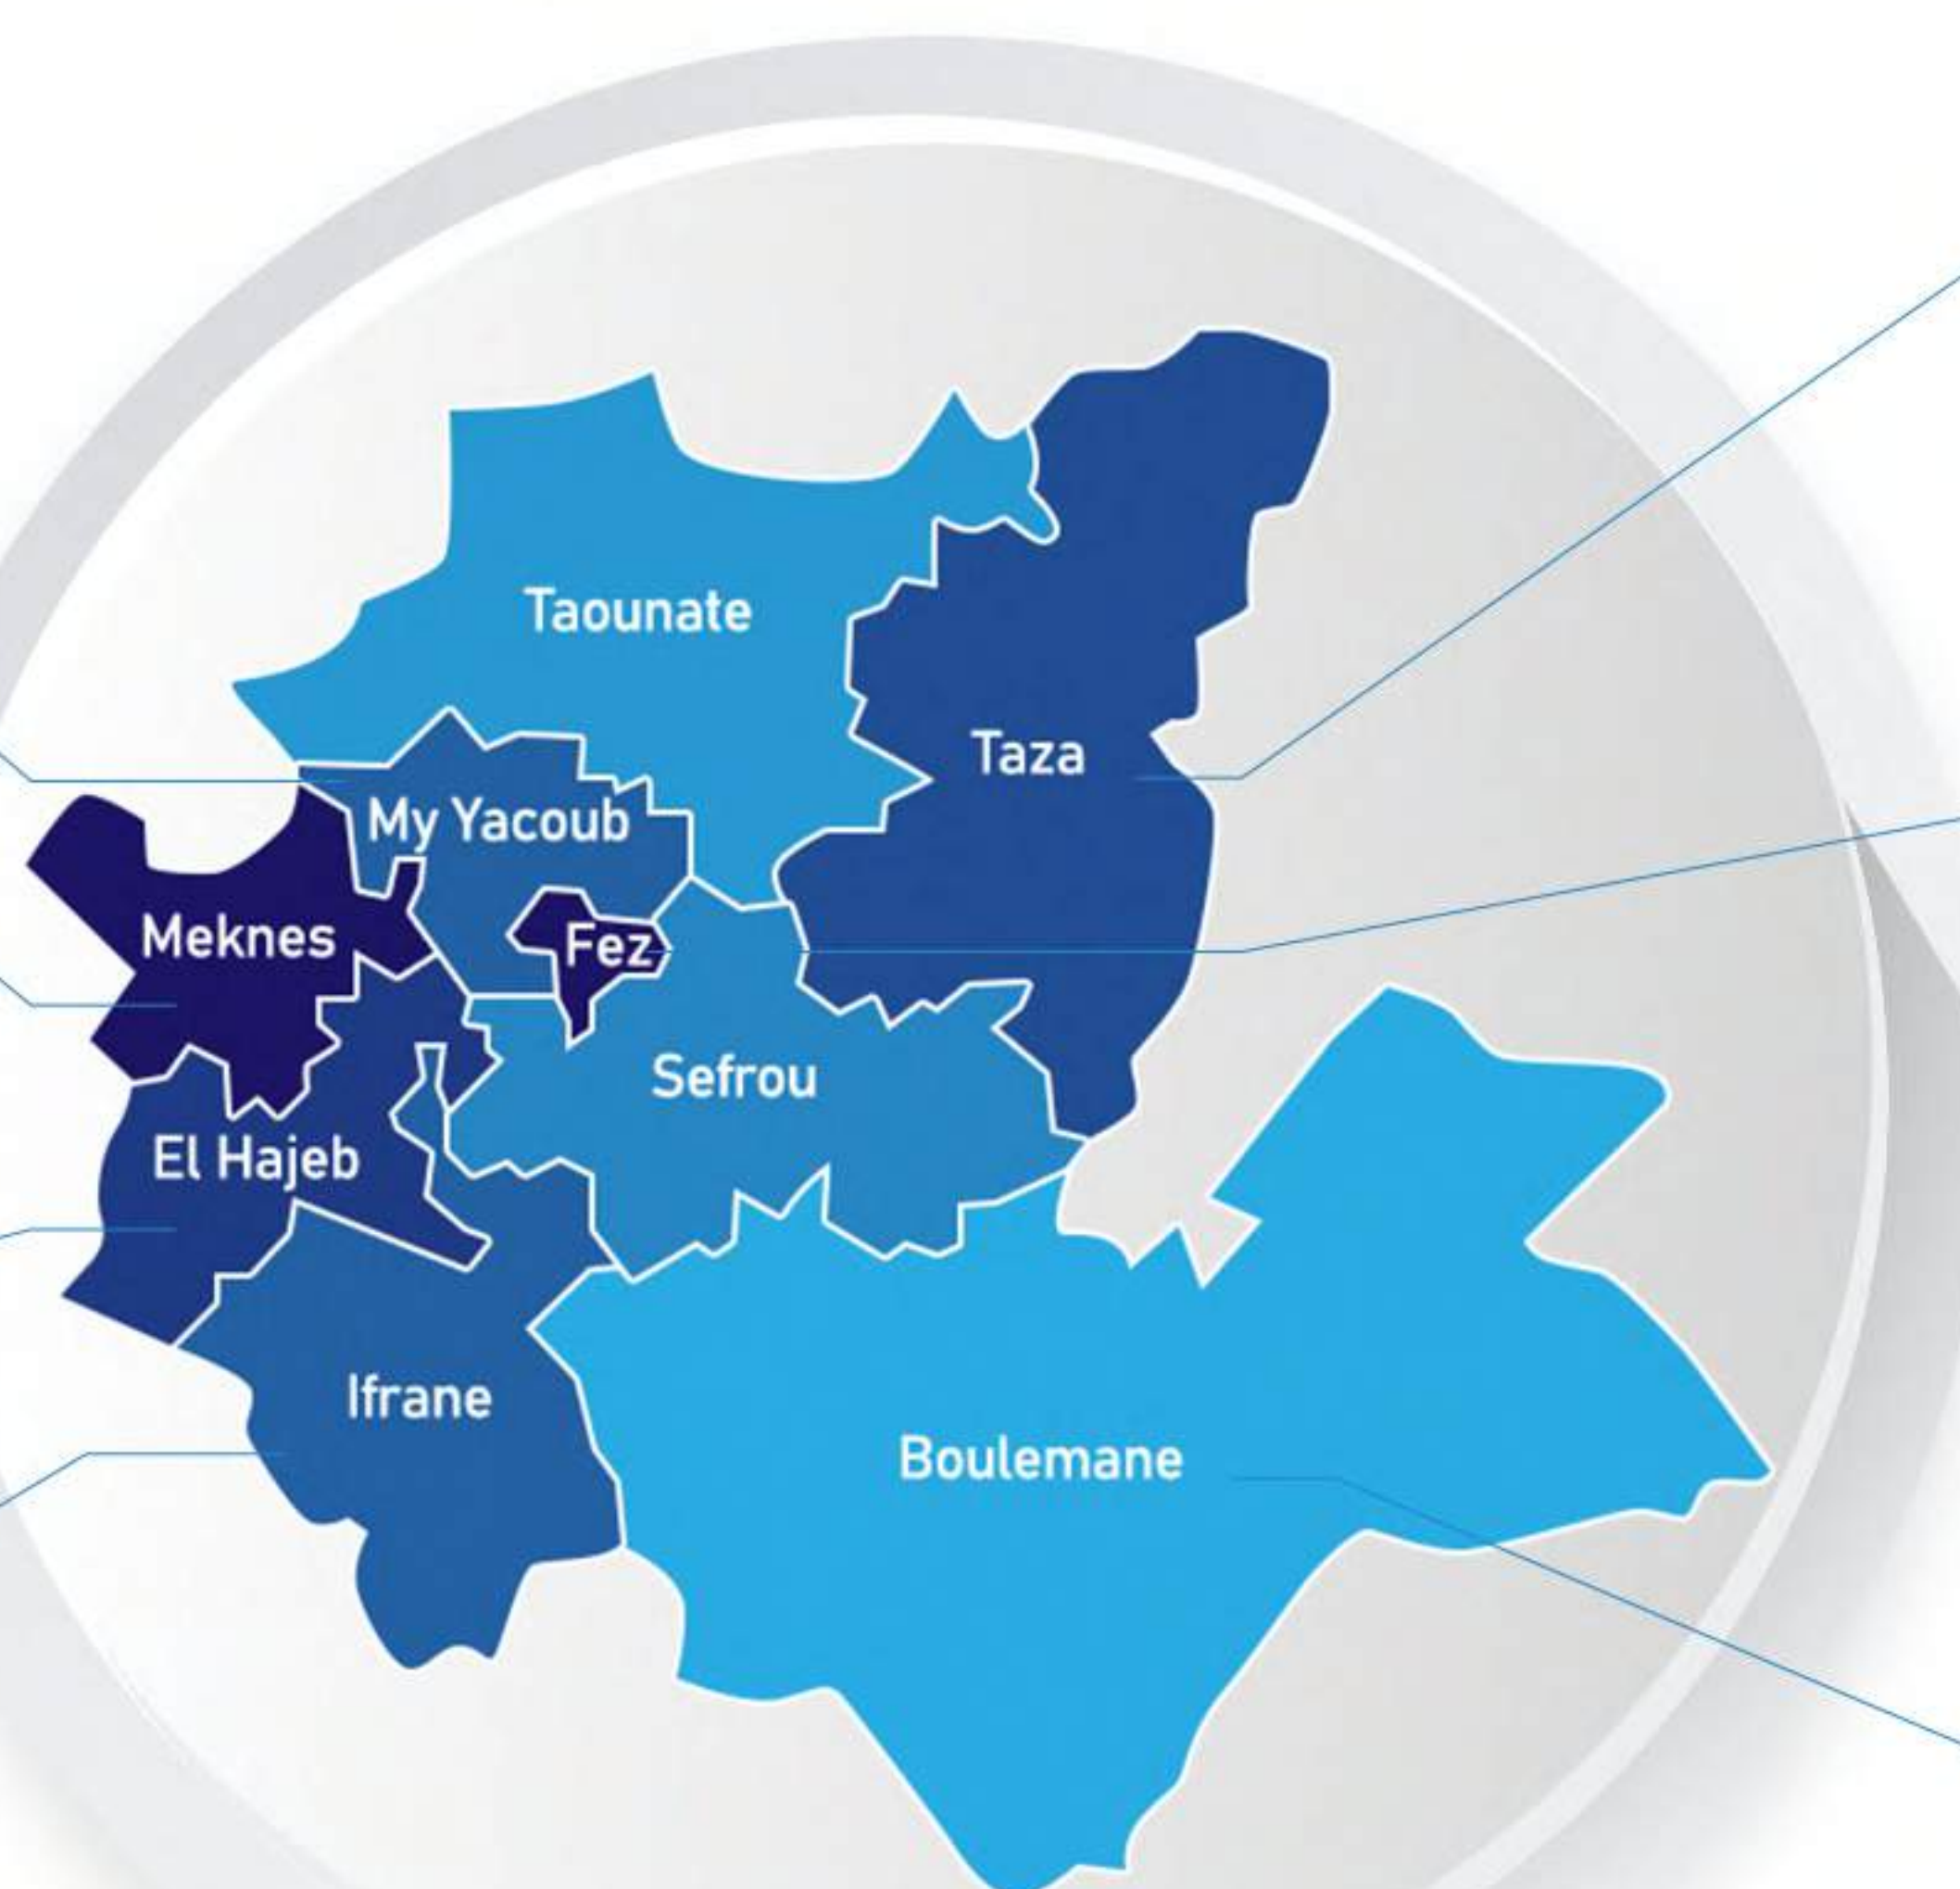 Taounate
Taza
My Yacoub
Meknes
Fez
Sefrou
El Hajeb
Ifrane
Boulemane